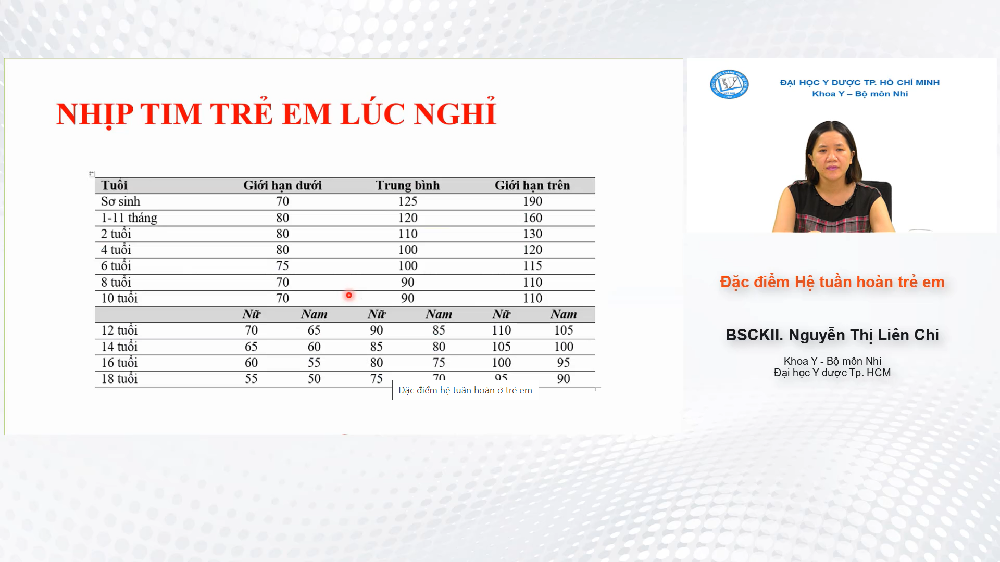 NHỊP TIM TRẺ EM LÚC NGHỈ
Tuổi Giới hạn dưới Trung bình Giới hạn trên
Sơ sinh 70 125 190
1-11 tháng 80 120 160
2 tuổi 80 110 130
4 tuổi 80 100 120
6 tuổi 75 100 115
8 tuổi 70 90 110
10 tuổi 70 90 110
Nữ Nam Nữ Nam Nữ Nam
12 tuổi 70 65 90 85 110 105
14 tuổi 65 60 85 80 105 100
16 tuổi 60 55 80 75 100 95
18 tuổi 55 50 75 70 95 90
Đặc điểm hệ tuần hoàn ở trẻ em
ĐẠI HỌC Y DƯỢC TP. HỒ CHÍ MINH
Khoa Y – Bộ môn Nhi
Đặc điểm Hệ tuần hoàn trẻ em
BSCKII. Nguyễn Thị Liên Chi
Khoa Y - Bộ môn Nhi
Đại học Y dược Tp. HCM